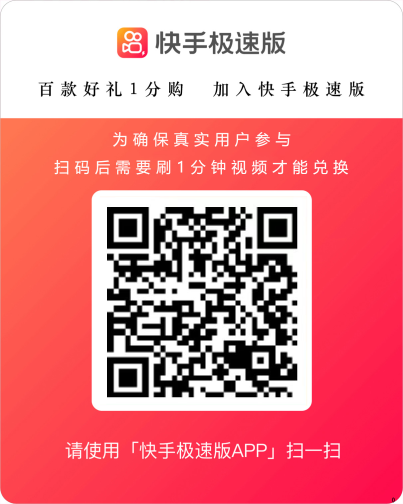 快手极速版
百款好礼1分购 加入快手极速版
为确保真实用户参与
扫码后需要刷1分钟视频才能兑换
请使用「快手极速版APP」扫一扫